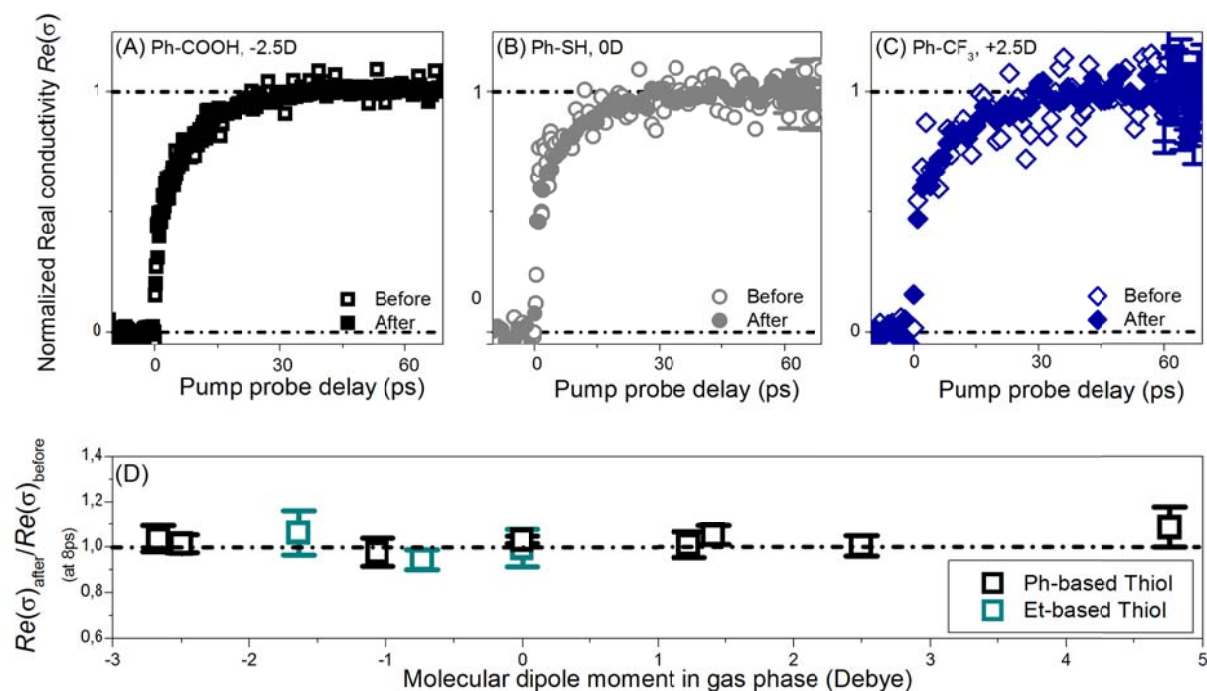 Normalized Real conductivity Re(σ)
1
0
(A) Ph-COOH, -2.5D
Before
After
0 30 60
Pump probe delay (ps)
(B) Ph-SH, 0D
1
0
Before
After
0 30 60
Pump probe delay (ps)
(C) Ph-CF3, +2.5D
1
0
Before
After
0 30 60
Pump probe delay (ps)
Re(σ)after/Re(σ)before
(at 8ps)
1,4
1,2
1,0
0,8
0,6
(D)
Ph-based Thiol
Et-based Thiol
-3 -2 -1 0 1 2 3 4 5
Molecular dipole moment in gas phase (Debye)